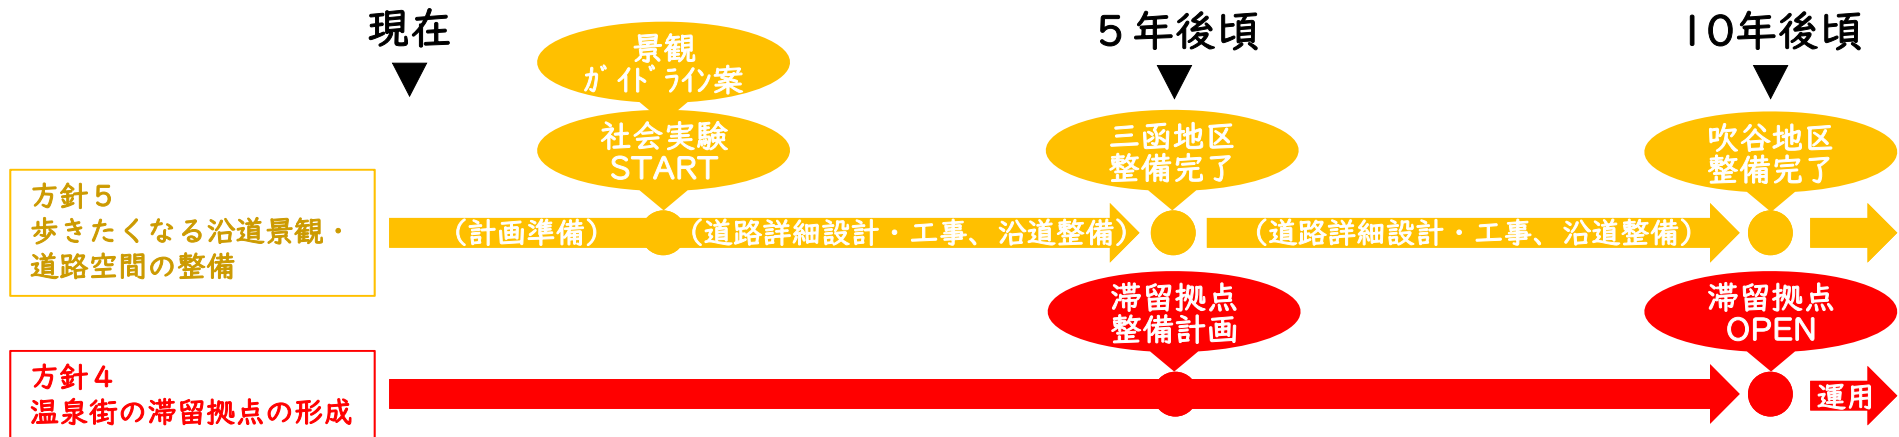 現在
5年後頃
10年後頃
景観
ｶﾞｲﾄﾞﾗｲﾝ案
社会実験
START
三函地区
整備完了
吹谷地区
整備完了
方針5
歩きたくなる沿道景観・
道路空間の整備
（計画準備）
（道路詳細設計・工事、沿道整備）
（道路詳細設計・工事、沿道整備）
滞留拠点
整備計画
滞留拠点
OPEN
方針4
温泉街の滞留拠点の形成
運用